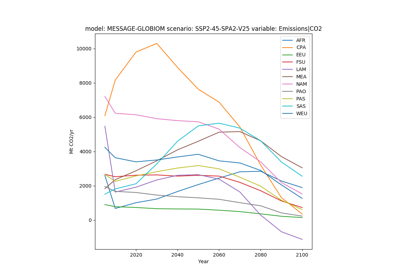 model: MESSAGE-GLOBIOM scenario: SSP2-45-SPA2-V25 variable: Emissions|CO2
AFR
CPA
EEU
FSU
LAM
MEA
NAM
PAO
PAS
SAS
WEU
10000
8000
6000
4000
2000
0
Mt CO2/yr
2020
2040
2060
2080
2100
Year